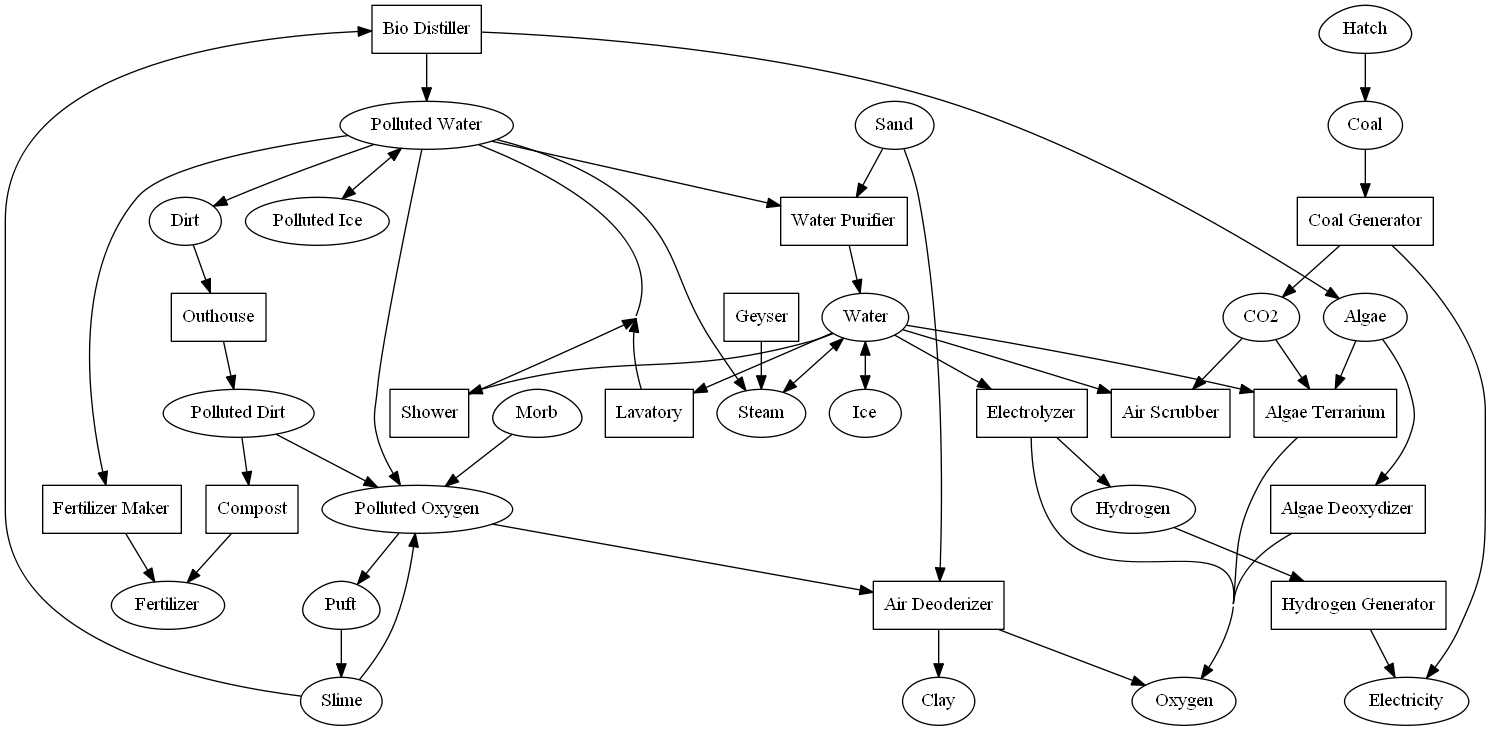 Bio Distiller
Hatch
Polluted Water
Sand
Coal
Dirt
Polluted Ice
Water Purifier
Coal Generator
Outhouse
Geyser
Water
CO2
Algae
Polluted Dirt
Shower
Morb
Lavatory
Steam
Ice
Electrolyzer
Air Scrubber
Algae Terrarium
Fertilizer Maker
Compost
Polluted Oxygen
Hydrogen
Algae Deoxydizer
Fertilizer
Puft
Air Deoderizer
Hydrogen Generator
Slime
Clay
Oxygen
Electricity